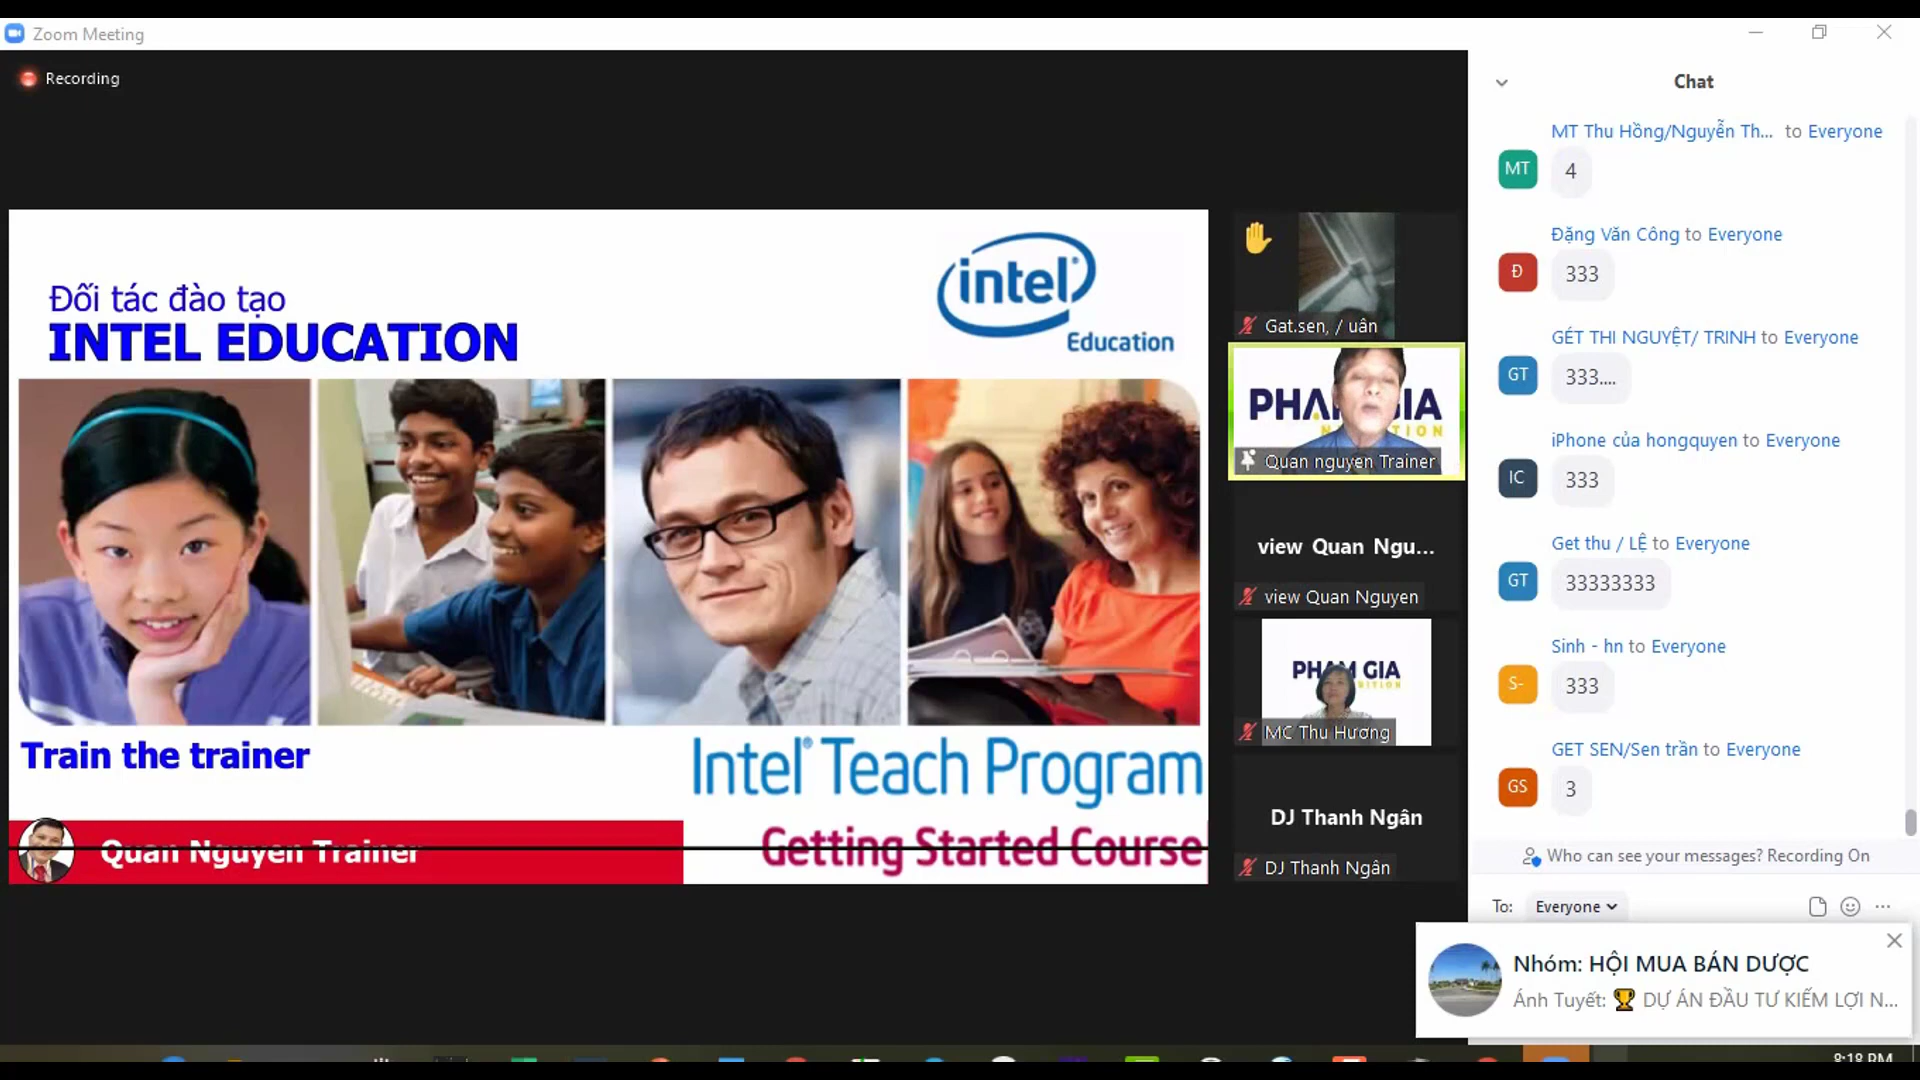 Zoom Meeting
Recording
Đối tác đào tạo
INTEL EDUCATION
intel®
Education
Train the trainer
Intel® Teach Program
Getting Started Course
Quan Nguyen Trainer
Gat.sen, / uân
Quan nguyen Trainer
view Quan Ngu...
view Quan Nguyen
PHAM GIA
MC Thu Hương
DJ Thanh Ngân
DJ Thanh Ngân
Chat
MT Thu Hồng/Nguyễn Th... to Everyone
MT
4
Đặng Văn Công to Everyone
Đ
333
GÉT THI NGUYỆT/ TRINH to Everyone
GT
333....
iPhone của hongquyen to Everyone
IC
333
Get thu / LỆ to Everyone
GT
33333333
Sinh - hn to Everyone
S-
333
GET SEN/Sen trần to Everyone
GS
3
Who can see your messages? Recording On
To: Everyone
Nhóm: HỘI MUA BÁN DƯỢC
Ánh Tuyết: 🏆 DỰ ÁN ĐẦU TƯ KIẾM LỢI N...
8:18 PM